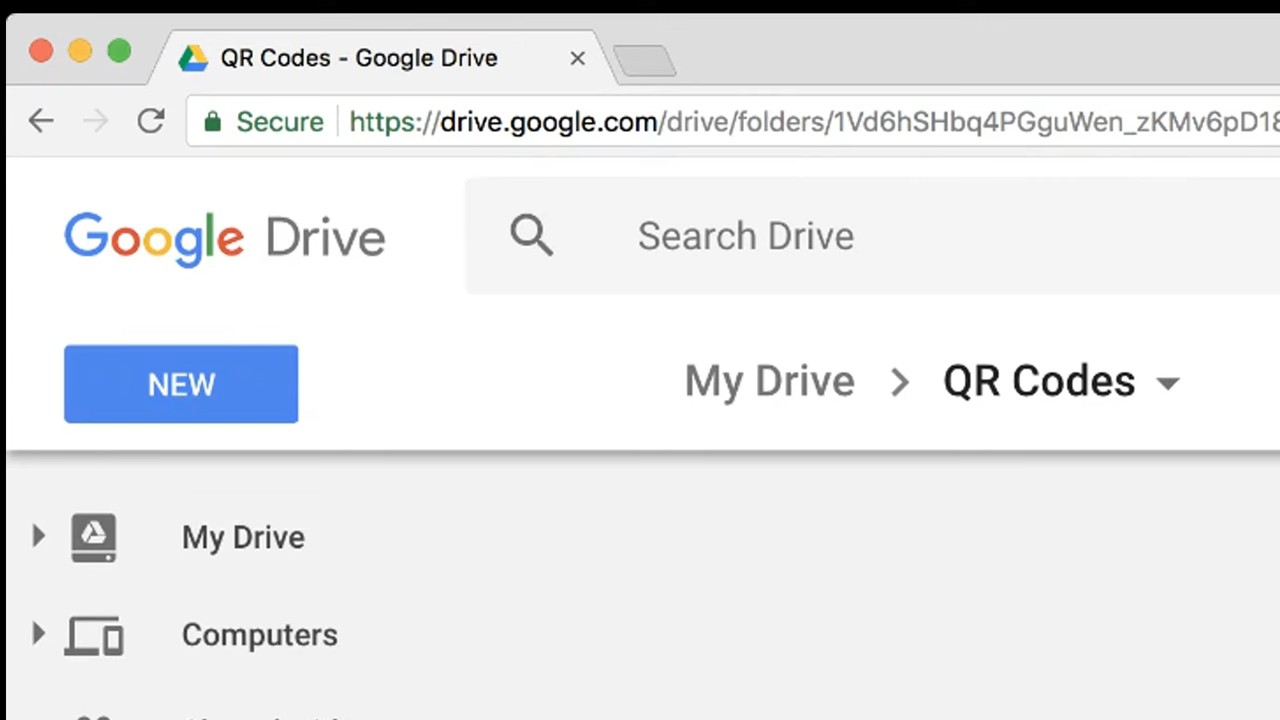 QR Codes - Google Drive
Secure https://drive.google.com/drive/folders/1Vd6hSHbq4PGguWen_zKMv6pD18
Google Drive
Search Drive
NEW
My Drive > QR Codes
My Drive
Computers